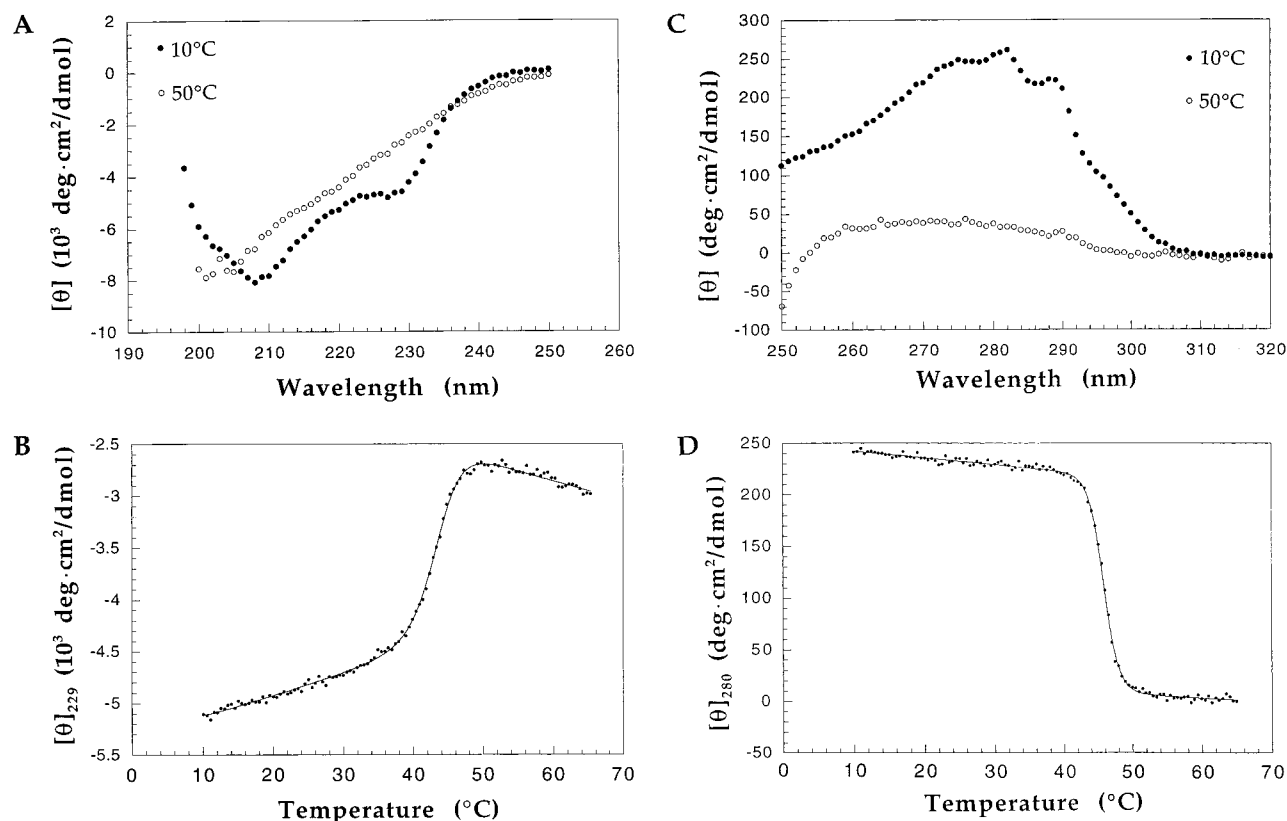 A
[θ] (10³ deg·cm²/dmol)
2
0
-2
-4
-6
-8
-10
10°C
50°C
190 200 210 220 230 240 250 260
Wavelength (nm)
C
[θ] (deg·cm²/dmol)
300
250
200
150
100
50
0
-50
-100
10°C
50°C
250 260 270 280 290 300 310 320
Wavelength (nm)
B
[θ]₂₂₉ (10³ deg·cm²/dmol)
-2.5
-3
-3.5
-4
-4.5
-5
-5.5
0 10 20 30 40 50 60 70
Temperature (°C)
D
[θ]₂₈₀ (deg·cm²/dmol)
250
200
150
100
50
0
-50
0 10 20 30 40 50 60 70
Temperature (°C)